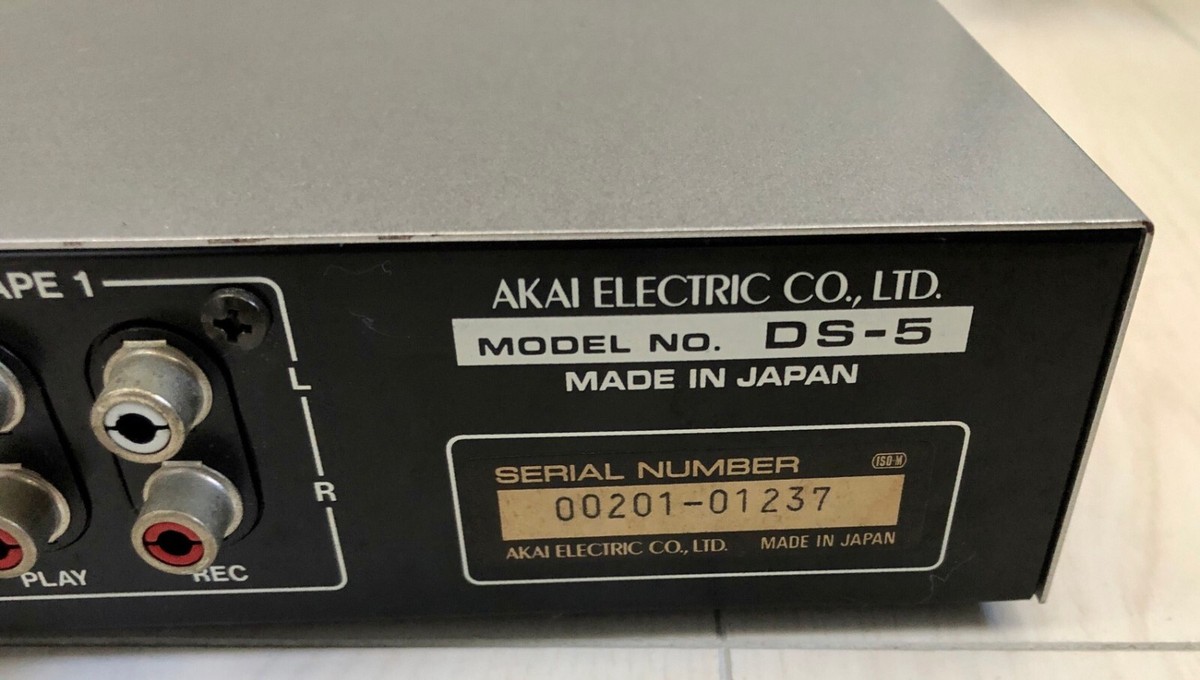 APE 1
L
R
PLAY
REC
AKAI ELECTRIC CO., LTD.
MODEL NO. DS-5
MADE IN JAPAN
SERIAL NUMBER
ISO-M
00201-01237
AKAI ELECTRIC CO., LTD. MADE IN JAPAN